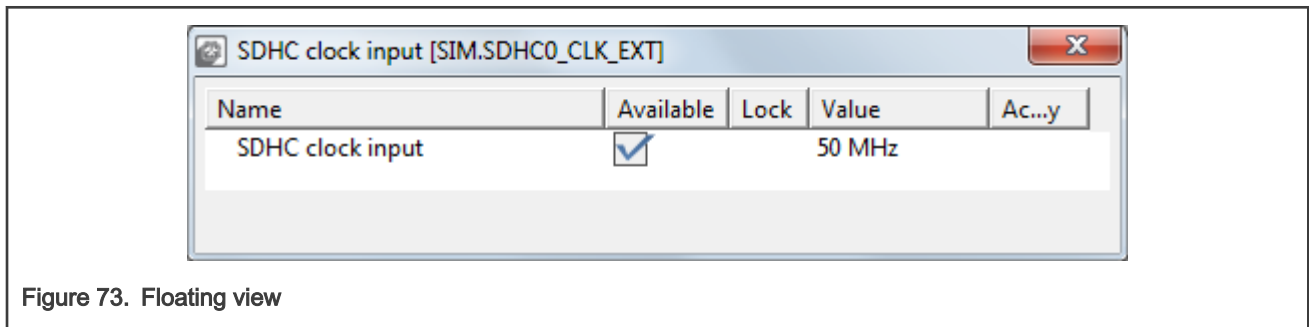 SDHC clock input [SIM.SDHC0_CLK_EXT]
Name Available Lock Value Ac...y
SDHC clock input 50 MHz
Figure 73. Floating view